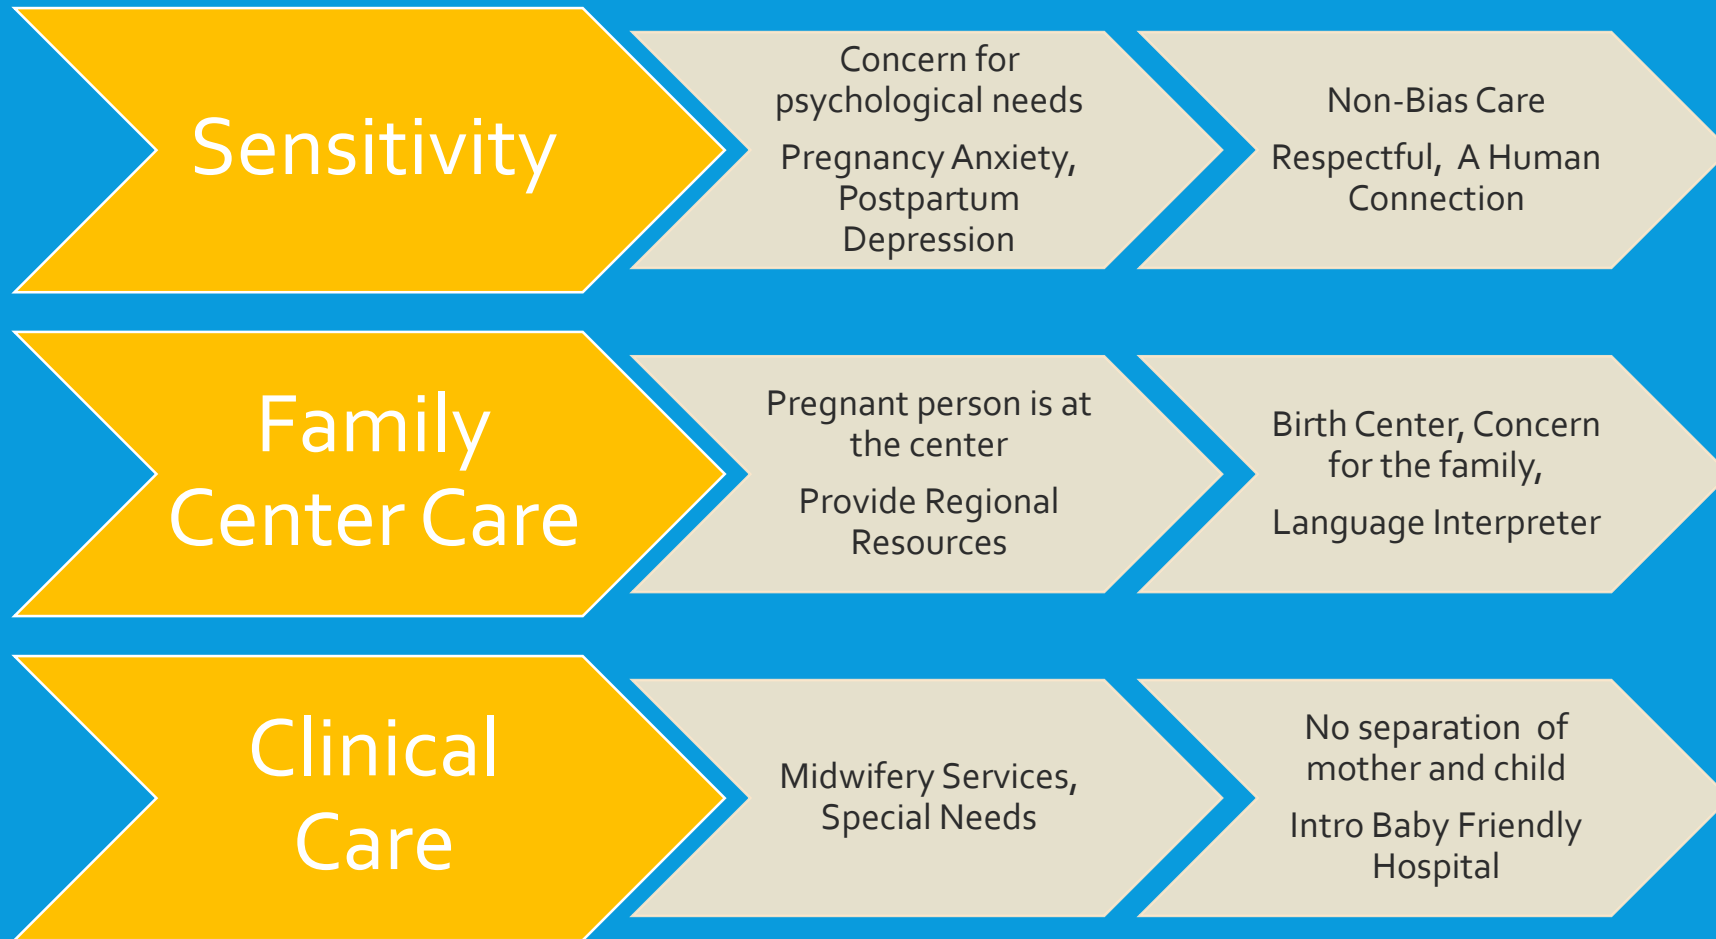 Sensitivity
Concern for
psychological needs
Pregnancy Anxiety,
Postpartum
Depression
Non-Bias Care
Respectful,  A Human
Connection
Family
Center Care
Pregnant person is at
the center
Provide Regional
Resources
Birth Center, Concern
for the family,
Language Interpreter
Clinical
Care
Midwifery Services,
Special Needs
No separation  of
mother and child
Intro Baby Friendly
Hospital